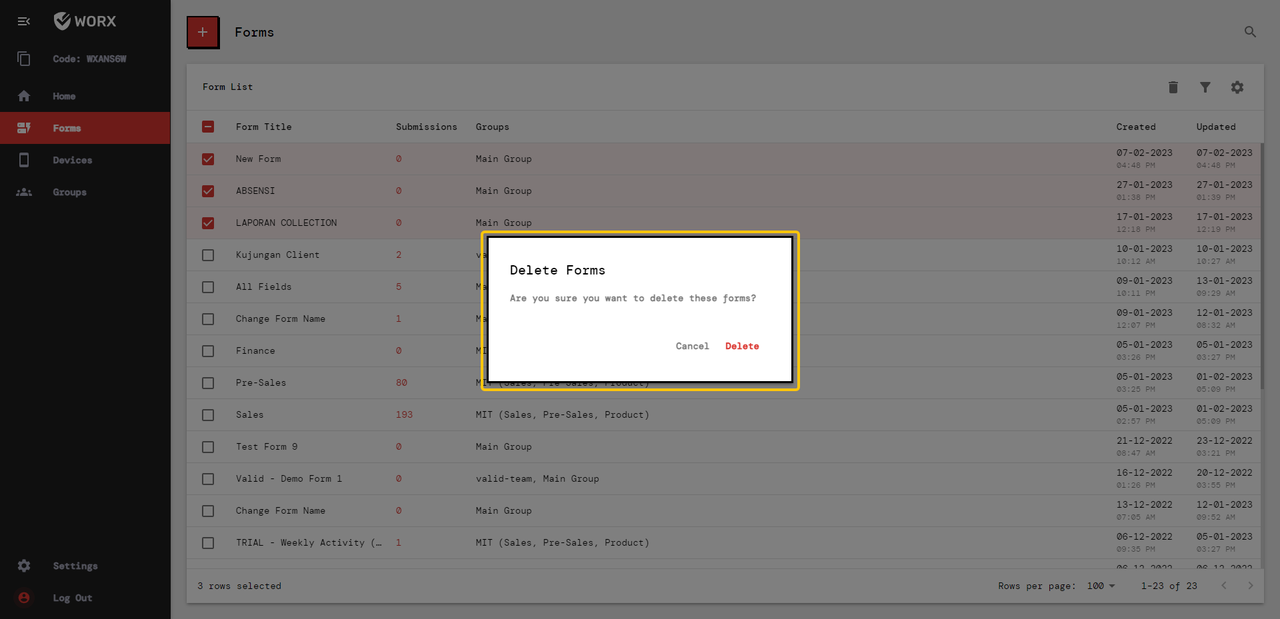 WORX
Code: WXANS6W
Home
Forms
Devices
Groups
Settings
Log Out
Forms
Form List
Form Title Submissions Groups Created Updated
New Form 0 Main Group 07-02-2023 07-02-2023
04:48 PM 04:48 PM
ABSENSI 0 Main Group 27-01-2023 27-01-2023
01:38 PM 01:39 PM
LAPORAN COLLECTION 0 Main Group 17-01-2023 17-01-2023
12:18 PM 12:19 PM
Kujungan Client 2 10-01-2023 10-01-2023
10:12 AM 10:27 AM
All Fields 5 09-01-2023 13-01-2023
10:11 PM 09:29 AM
Change Form Name 1 09-01-2023 12-01-2023
12:07 PM 08:32 AM
Finance 0 05-01-2023 05-01-2023
03:26 PM 03:27 PM
Pre-Sales 80 MIT (Sales, Pre-Sales, Product) 05-01-2023 01-02-2023
03:25 PM 05:09 PM
Sales 193 MIT (Sales, Pre-Sales, Product) 05-01-2023 01-02-2023
02:57 PM 05:09 PM
Test Form 9 0 Main Group 21-12-2022 23-12-2022
08:47 AM 03:21 PM
Valid - Demo Form 1 0 valid-team, Main Group 16-12-2022 20-12-2022
01:26 PM 03:55 PM
Change Form Name 0 Main Group 13-12-2022 12-01-2023
07:05 AM 09:52 AM
TRIAL - Weekly Activity (… 1 MIT (Sales, Pre-Sales, Product) 06-12-2022 05-01-2023
09:35 PM 03:27 PM
Delete Forms
Are you sure you want to delete these forms?
Cancel Delete
3 rows selected Rows per page: 100 1-23 of 23